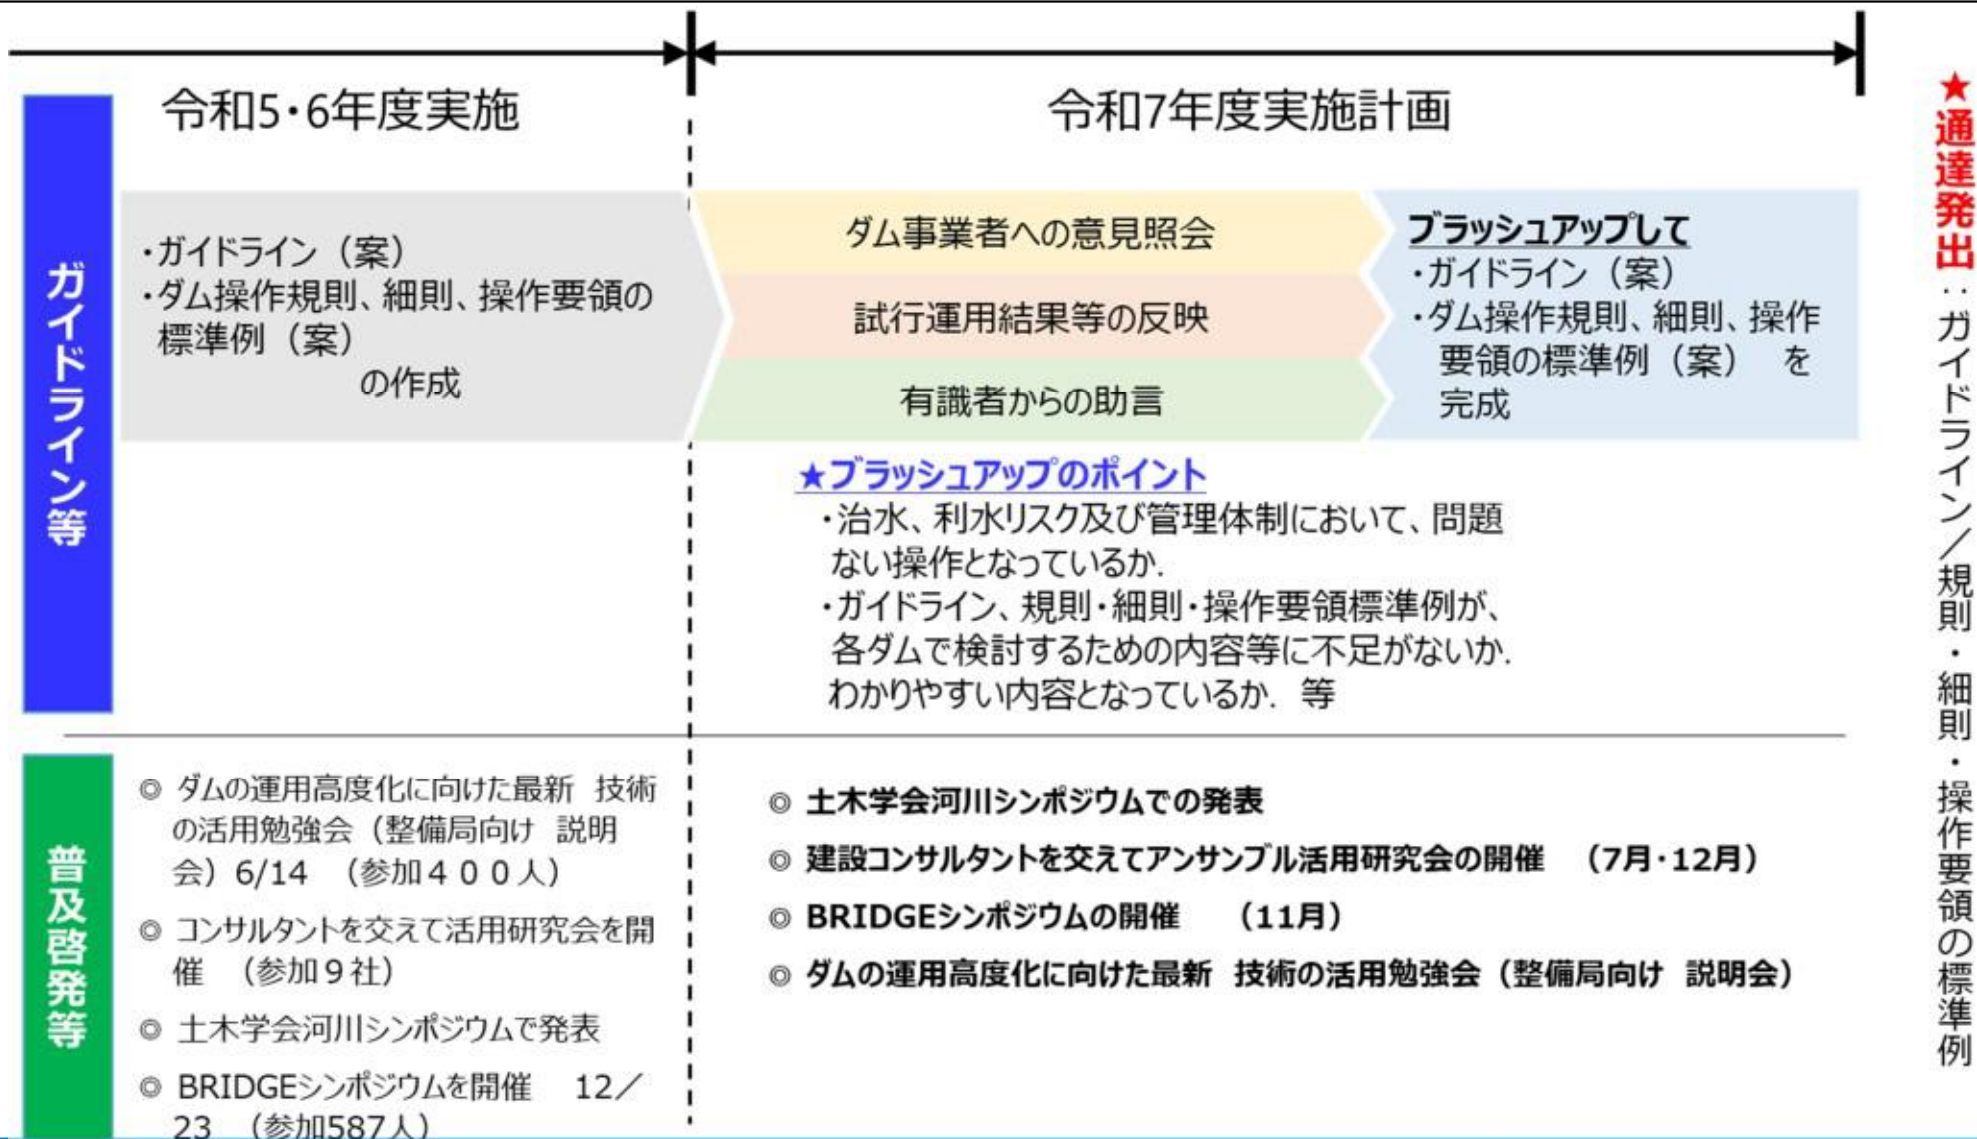 令和5・6年度実施
令和7年度実施計画
ガイドライン等
・ガイドライン（案）
・ダム操作規則、細則、操作要領の
標準例（案）
の作成
ダム事業者への意見照会
試行運用結果等の反映
有識者からの助言
ブラッシュアップして
・ガイドライン（案）
・ダム操作規則、細則、操作
要領の標準例（案） を
完成
★ブラッシュアップのポイント
・治水、利水リスク及び管理体制において、問題
ない操作となっているか.
・ガイドライン、規則・細則・操作要領標準例が、
各ダムで検討するための内容等に不足がないか.
わかりやすい内容となっているか. 等
普及啓発等
◎ ダムの運用高度化に向けた最新 技術
の活用勉強会（整備局向け 説明
会）6/14 （参加４００人）
◎ コンサルタントを交えて活用研究会を開
催 （参加９社）
◎ 土木学会河川シンポジウムで発表
◎ BRIDGEシンポジウムを開催 12／
23 （参加587人）
◎ 土木学会河川シンポジウムでの発表
◎ 建設コンサルタントを交えてアンサンブル活用研究会の開催 （7月・12月）
◎ BRIDGEシンポジウムの開催 （11月）
◎ ダムの運用高度化に向けた最新 技術の活用勉強会（整備局向け 説明会）
★通達発出：ガイドライン／規則・細則・操作要領の標準例